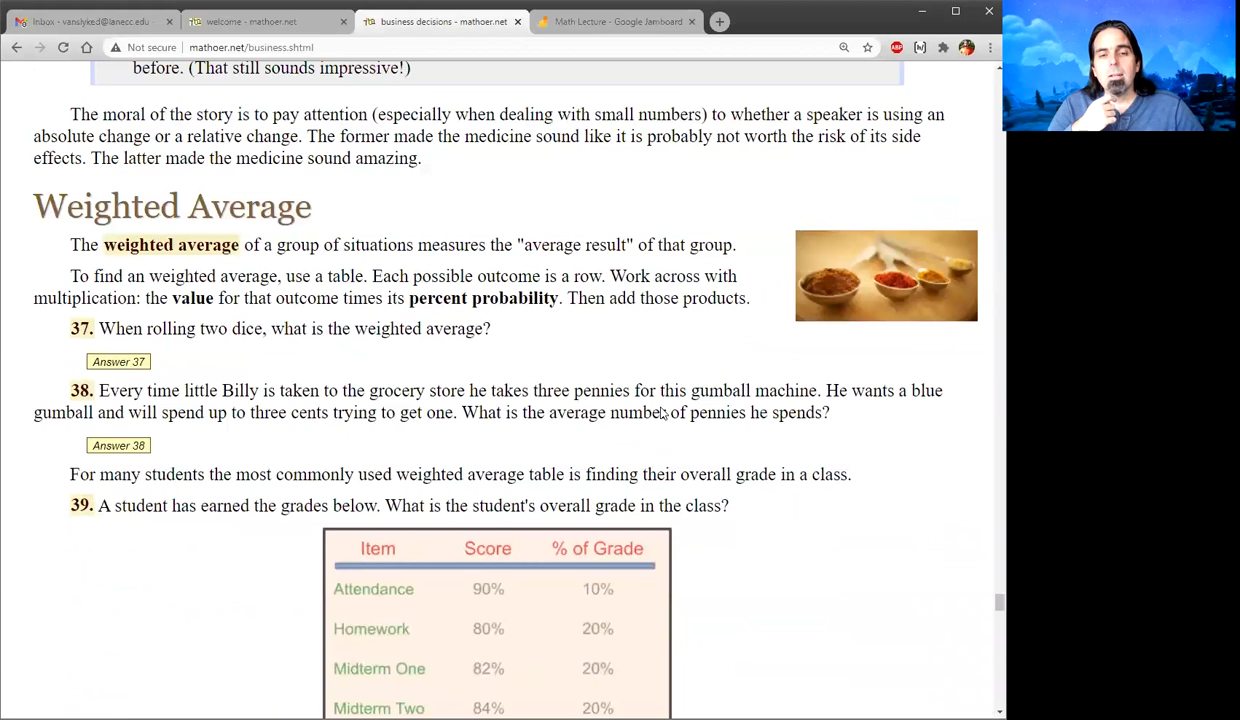 Inbox - vanslyked@lanecc.edu -
welcome - mathoer.net
business decisions - mathoer.net
Math Lecture - Google Jamboard
Not secure
mathoer.net/business.shtml
ABP
before. (That still sounds impressive!)
The moral of the story is to pay attention (especially when dealing with small numbers) to whether a speaker is using an
absolute change or a relative change. The former made the medicine sound like it is probably not worth the risk of its side
effects. The latter made the medicine sound amazing.
Weighted Average
The weighted average of a group of situations measures the "average result" of that group.
To find an weighted average, use a table. Each possible outcome is a row. Work across with
multiplication: the value for that outcome times its percent probability. Then add those products.
37. When rolling two dice, what is the weighted average?
Answer 37
38. Every time little Billy is taken to the grocery store he takes three pennies for this gumball machine. He wants a blue
gumball and will spend up to three cents trying to get one. What is the average number of pennies he spends?
Answer 38
For many students the most commonly used weighted average table is finding their overall grade in a class.
39. A student has earned the grades below. What is the student's overall grade in the class?
Item Score % of Grade
Attendance 90% 10%
Homework 80% 20%
Midterm One 82% 20%
Midterm Two 84% 20%